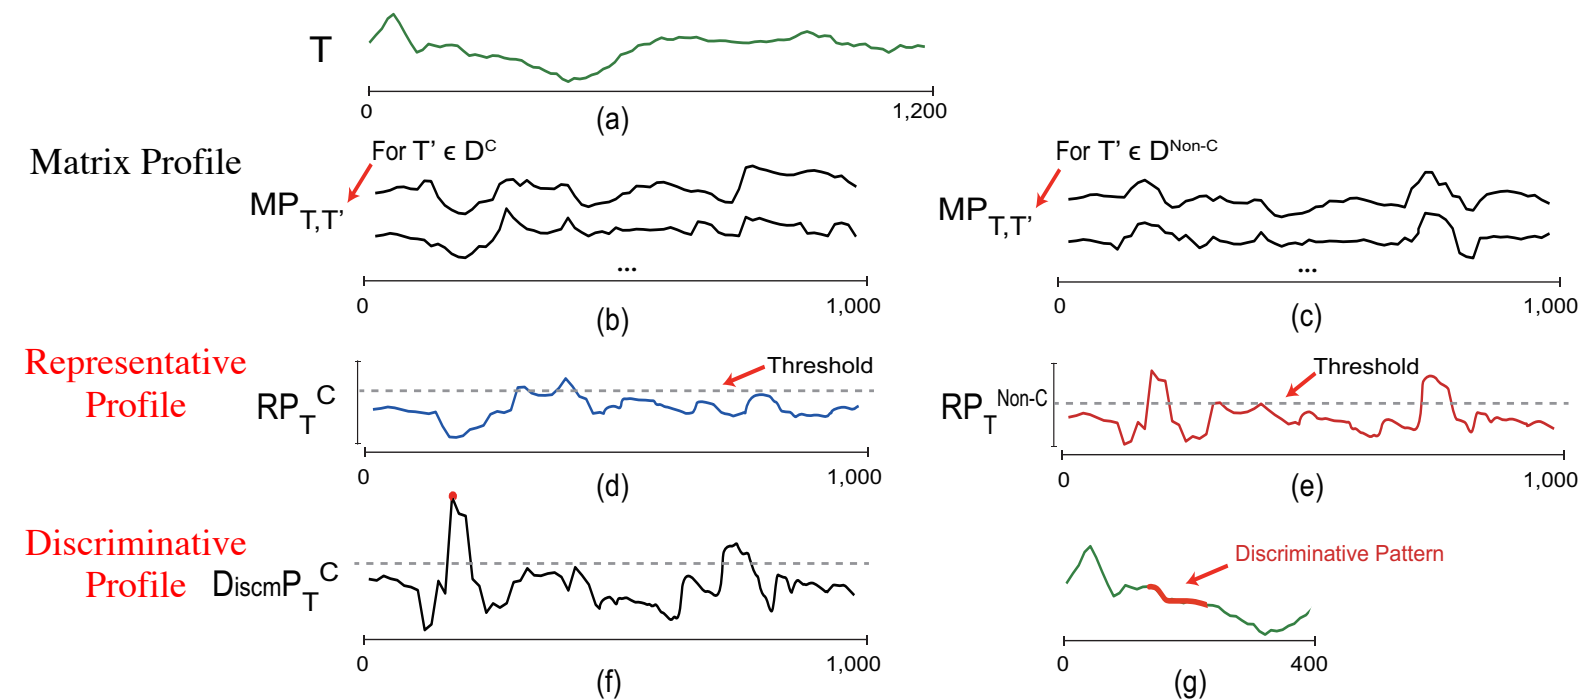 T
0
1,200
(a)
Matrix Profile
For T' ϵ D^C
MP_T,T'
...
0
1,000
(b)
For T' ϵ D^Non-C
MP_T,T'
...
0
1,000
(c)
Representative
Profile
Threshold
RP_T^C
0
1,000
(d)
Threshold
RP_T^Non-C
0
1,000
(e)
Discriminative
Profile
DiscmP_T^C
0
1,000
(f)
Discriminative Pattern
0
400
(g)